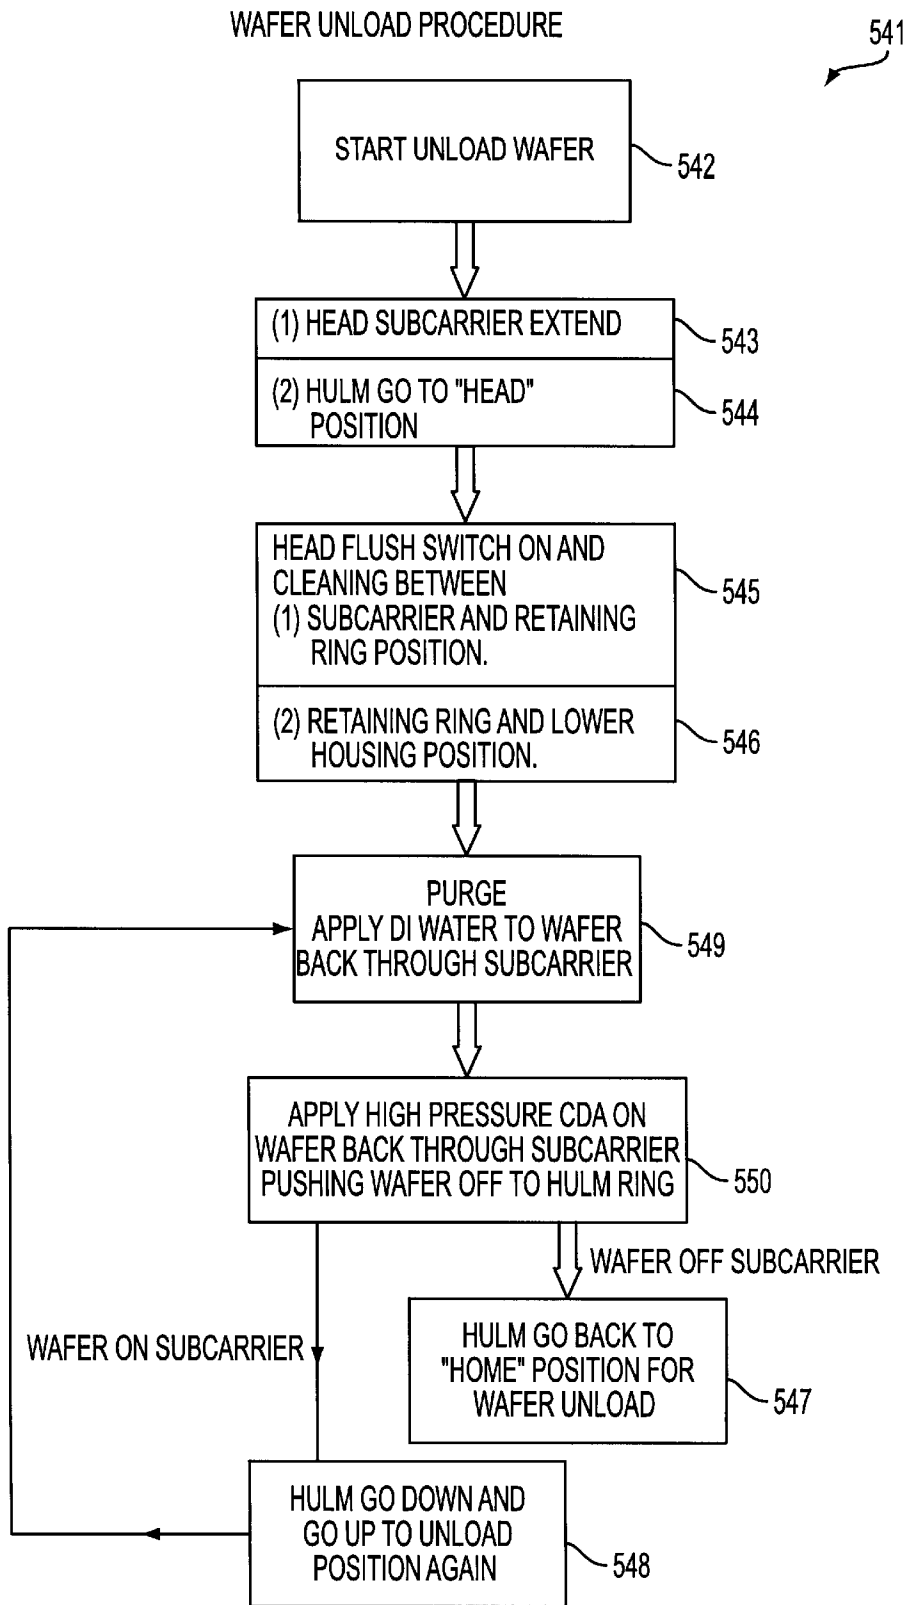 WAFER UNLOAD PROCEDURE
541
START UNLOAD WAFER
542
(1) HEAD SUBCARRIER EXTEND
543
(2) HULM GO TO "HEAD"
POSITION
544
HEAD FLUSH SWITCH ON AND
CLEANING BETWEEN
(1) SUBCARRIER AND RETAINING
RING POSITION.
545
(2) RETAINING RING AND LOWER
HOUSING POSITION.
546
PURGE
APPLY DI WATER TO WAFER
BACK THROUGH SUBCARRIER
549
APPLY HIGH PRESSURE CDA ON
WAFER BACK THROUGH SUBCARRIER
PUSHING WAFER OFF TO HULM RING
550
WAFER OFF SUBCARRIER
WAFER ON SUBCARRIER
HULM GO BACK TO
"HOME" POSITION FOR
WAFER UNLOAD
547
HULM GO DOWN AND
GO UP TO UNLOAD
POSITION AGAIN
548